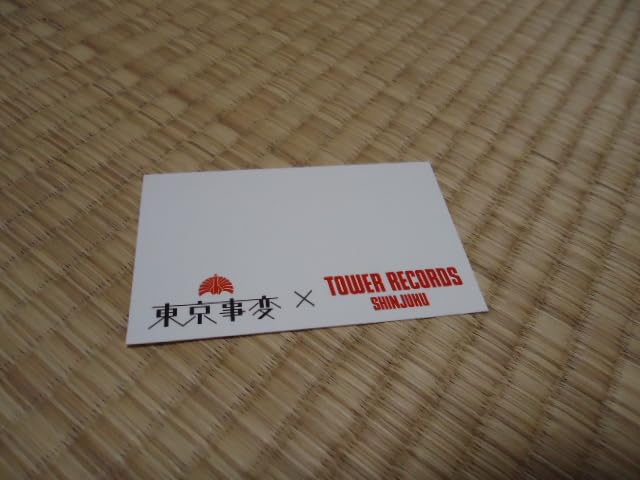 東京事変 × TOWER RECORDS
SHINJUKU